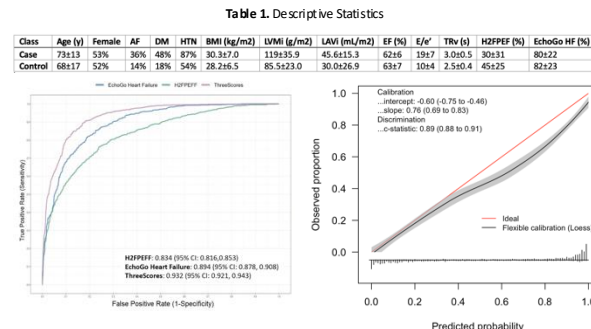 Table 1. Descriptive Statistics
Class Age (y) Female AF DM HTN BMI (kg/m2) LVMi (g/m2) LAVi (mL/m2) EF (%) E/e' TRv (s) H2FPEF (%) EchoGo HF (%)
Case 73±13 53% 36% 48% 87% 30.3±7.0 119±35.9 45.6±15.3 62±6 19±7 3.0±0.5 30±31 80±22
Control 68±17 52% 14% 18% 54% 28.2±6.5 85.5±23.0 30.0±26.9 63±7 10±4 2.5±0.4 45±25 82±23
EchoGo Heart Failure H2FPEF ThreeScores
True Positive Rate (Sensitivity)
H2FPEFF: 0.834 (95% CI: 0.816,0.853)
EchoGo Heart Failure: 0.894 (95% CI: 0.878, 0.908)
ThreeScores: 0.932 (95% CI: 0.921, 0.943)
False Positive Rate (1-Specificity)
Calibration
...intercept: -0.60 (-0.75 to -0.46)
...slope: 0.76 (0.69 to 0.83)
Discrimination
...c-statistic: 0.89 (0.88 to 0.91)
Observed proportion
1.0
0.8
0.6
0.4
0.2
0.0
Ideal
Flexible calibration (Loess)
0.0 0.2 0.4 0.6 0.8 1.0
Predicted probability